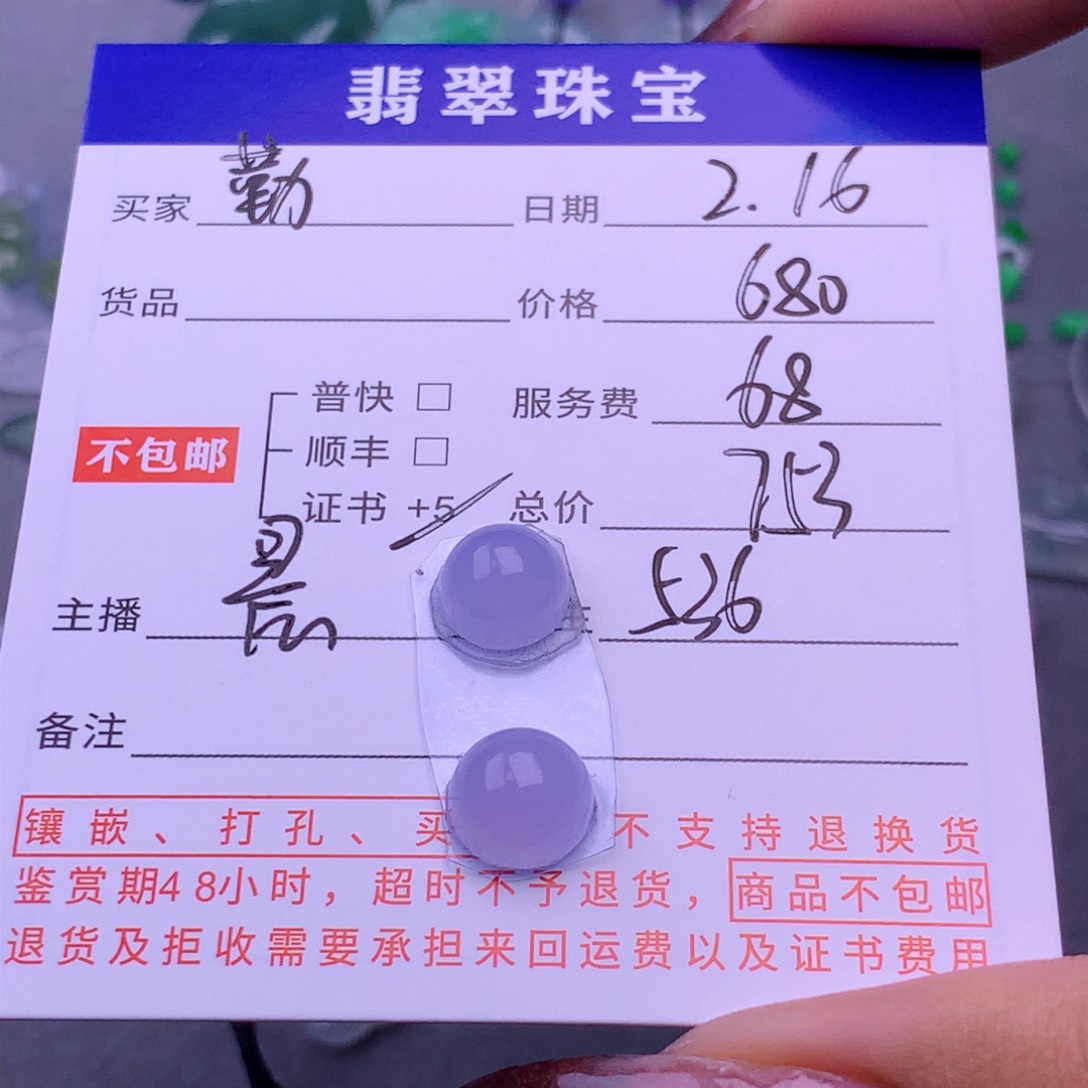 翡翠珠宝
买家 勤 日期 2.16
货品 价格 680
普快 □ 服务费 68
不包邮 顺丰 □
证书 +5 总价 753
主播 晨 526
备注
镶嵌、打孔、买 不支持退换货
鉴赏期48小时，超时不予退货，商品不包邮
退货及拒收需要承担来回运费以及证书费用